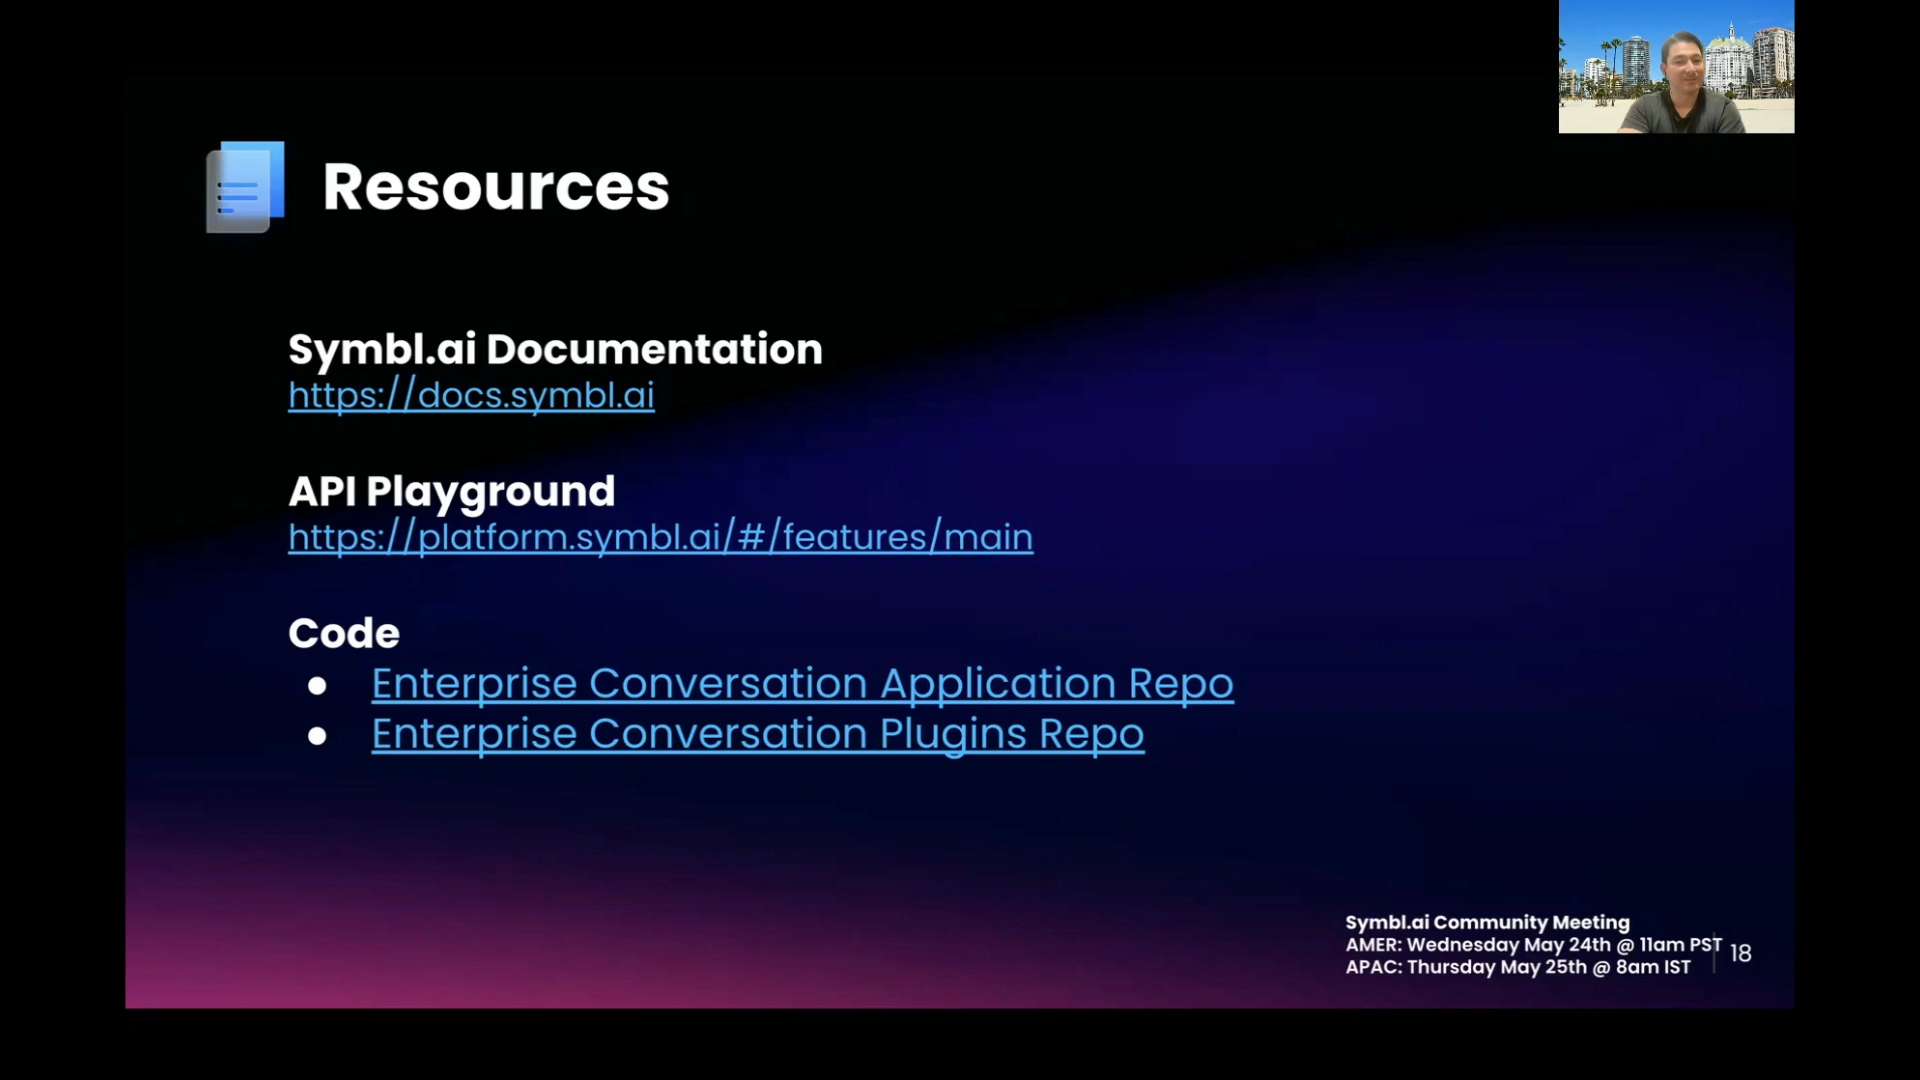 Resources
Symbl.ai Documentation
https://docs.symbl.ai
API Playground
https://platform.symbl.ai/#/features/main
Code
● Enterprise Conversation Application Repo
● Enterprise Conversation Plugins Repo
Symbl.ai Community Meeting
AMER: Wednesday May 24th @ 11am PST
APAC: Thursday May 25th @ 8am IST
18